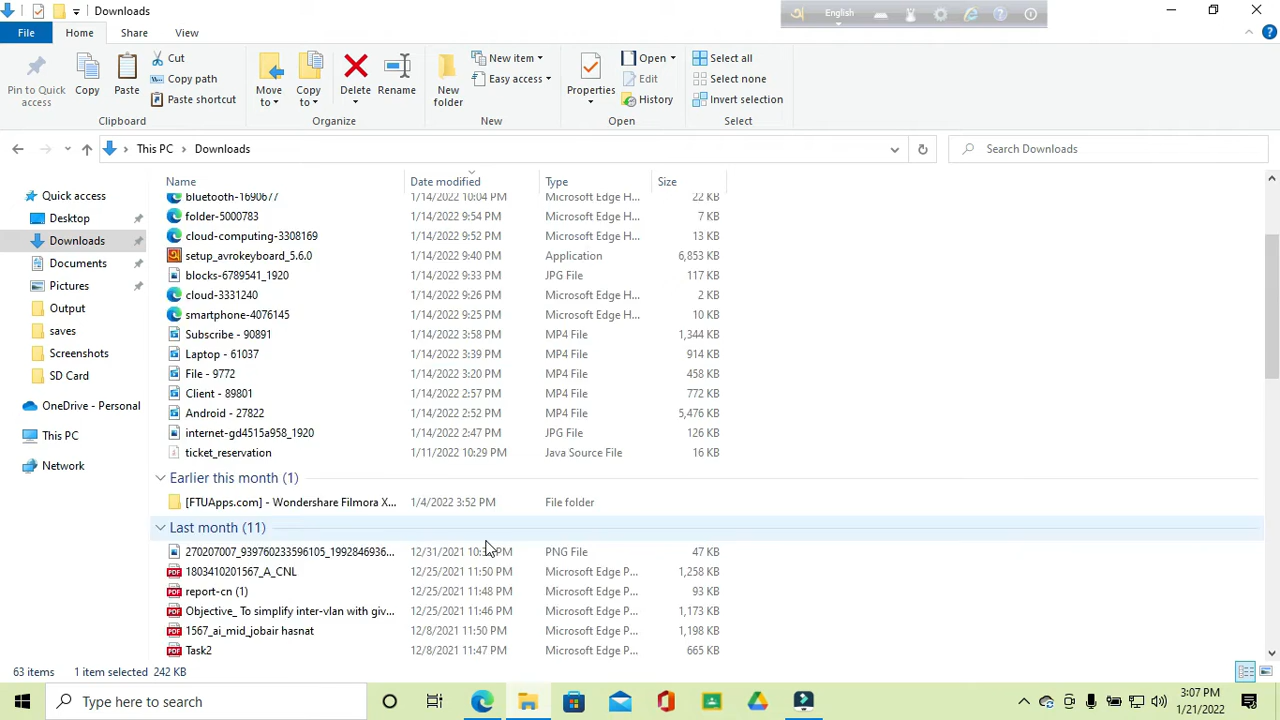 Downloads
English
File Home Share View
Pin to Quick access
Copy
Paste
Cut
Copy path
Paste shortcut
Clipboard
Move to
Copy to
Delete
Rename
Organize
New folder
New item
Easy access
New
Properties
Open
Edit
History
Open
Select all
Select none
Invert selection
Select
This PC > Downloads
Search Downloads
Quick access
Desktop
Downloads
Documents
Pictures
Output
saves
Screenshots
SD Card
OneDrive - Personal
This PC
Network
Name Date modified Type Size
bluetooth-1690677 1/14/2022 10:04 PM Microsoft Edge H... 22 KB
folder-5000783 1/14/2022 9:54 PM Microsoft Edge H... 7 KB
cloud-computing-3308169 1/14/2022 9:52 PM Microsoft Edge H... 13 KB
setup_avrokeyboard_5.6.0 1/14/2022 9:40 PM Application 6,853 KB
blocks-6789541_1920 1/14/2022 9:33 PM JPG File 117 KB
cloud-3331240 1/14/2022 9:26 PM Microsoft Edge H... 2 KB
smartphone-4076145 1/14/2022 9:25 PM Microsoft Edge H... 10 KB
Subscribe - 90891 1/14/2022 3:58 PM MP4 File 1,344 KB
Laptop - 61037 1/14/2022 3:39 PM MP4 File 914 KB
File - 9772 1/14/2022 3:20 PM MP4 File 458 KB
Client - 89801 1/14/2022 2:57 PM MP4 File 772 KB
Android - 27822 1/14/2022 2:52 PM MP4 File 5,476 KB
internet-gd4515a958_1920 1/14/2022 2:47 PM JPG File 126 KB
ticket_reservation 1/11/2022 10:29 PM Java Source File 16 KB
Earlier this month (1)
[FTUApps.com] - Wondershare Filmora X... 1/4/2022 3:52 PM File folder
Last month (11)
270207007_939760233596105_1992846936... 12/31/2021 PM PNG File 47 KB
1803410201567_A_CNL 12/25/2021 11:50 PM Microsoft Edge P... 1,258 KB
report-cn (1) 12/25/2021 11:48 PM Microsoft Edge P... 93 KB
Objective_ To simplify inter-vlan with giv... 12/25/2021 11:46 PM Microsoft Edge P... 1,173 KB
1567_ai_mid_jobair hasnat 12/8/2021 11:50 PM Microsoft Edge P... 1,198 KB
Task2 12/8/2021 11:47 PM Microsoft Edge P... 665 KB
63 items 1 item selected 242 KB
Type here to search
3:07 PM
1/21/2022